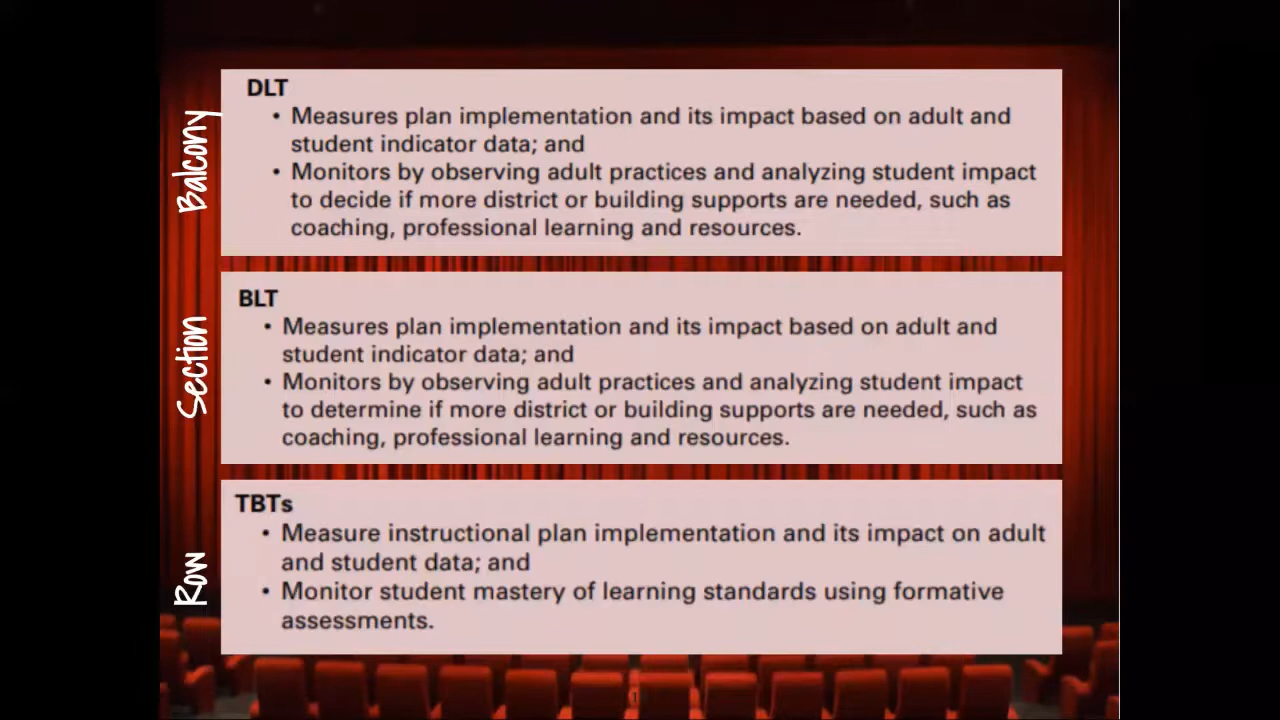 Balcony
DLT
• Measures plan implementation and its impact based on adult and
student indicator data; and
• Monitors by observing adult practices and analyzing student impact
to decide if more district or building supports are needed, such as
coaching, professional learning and resources.
Section
BLT
• Measures plan implementation and its impact based on adult and
student indicator data; and
• Monitors by observing adult practices and analyzing student impact
to determine if more district or building supports are needed, such as
coaching, professional learning and resources.
Row
TBTs
• Measure instructional plan implementation and its impact on adult
and student data; and
• Monitor student mastery of learning standards using formative
assessments.